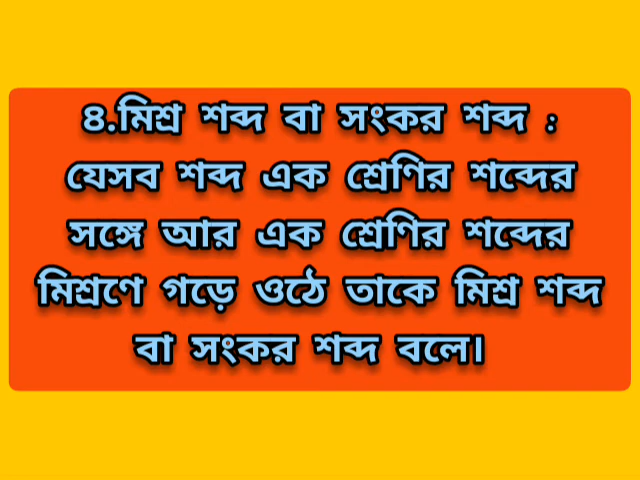 ৪.মিশ্র শব্দ বা সংকর শব্দ :
যেসব শব্দ এক শ্রেণির শব্দের
সঙ্গে আর এক শ্রেণির শব্দের
মিশ্রণে গড়ে ওঠে তাকে মিশ্র শব্দ
বা সংকর শব্দ বলে।